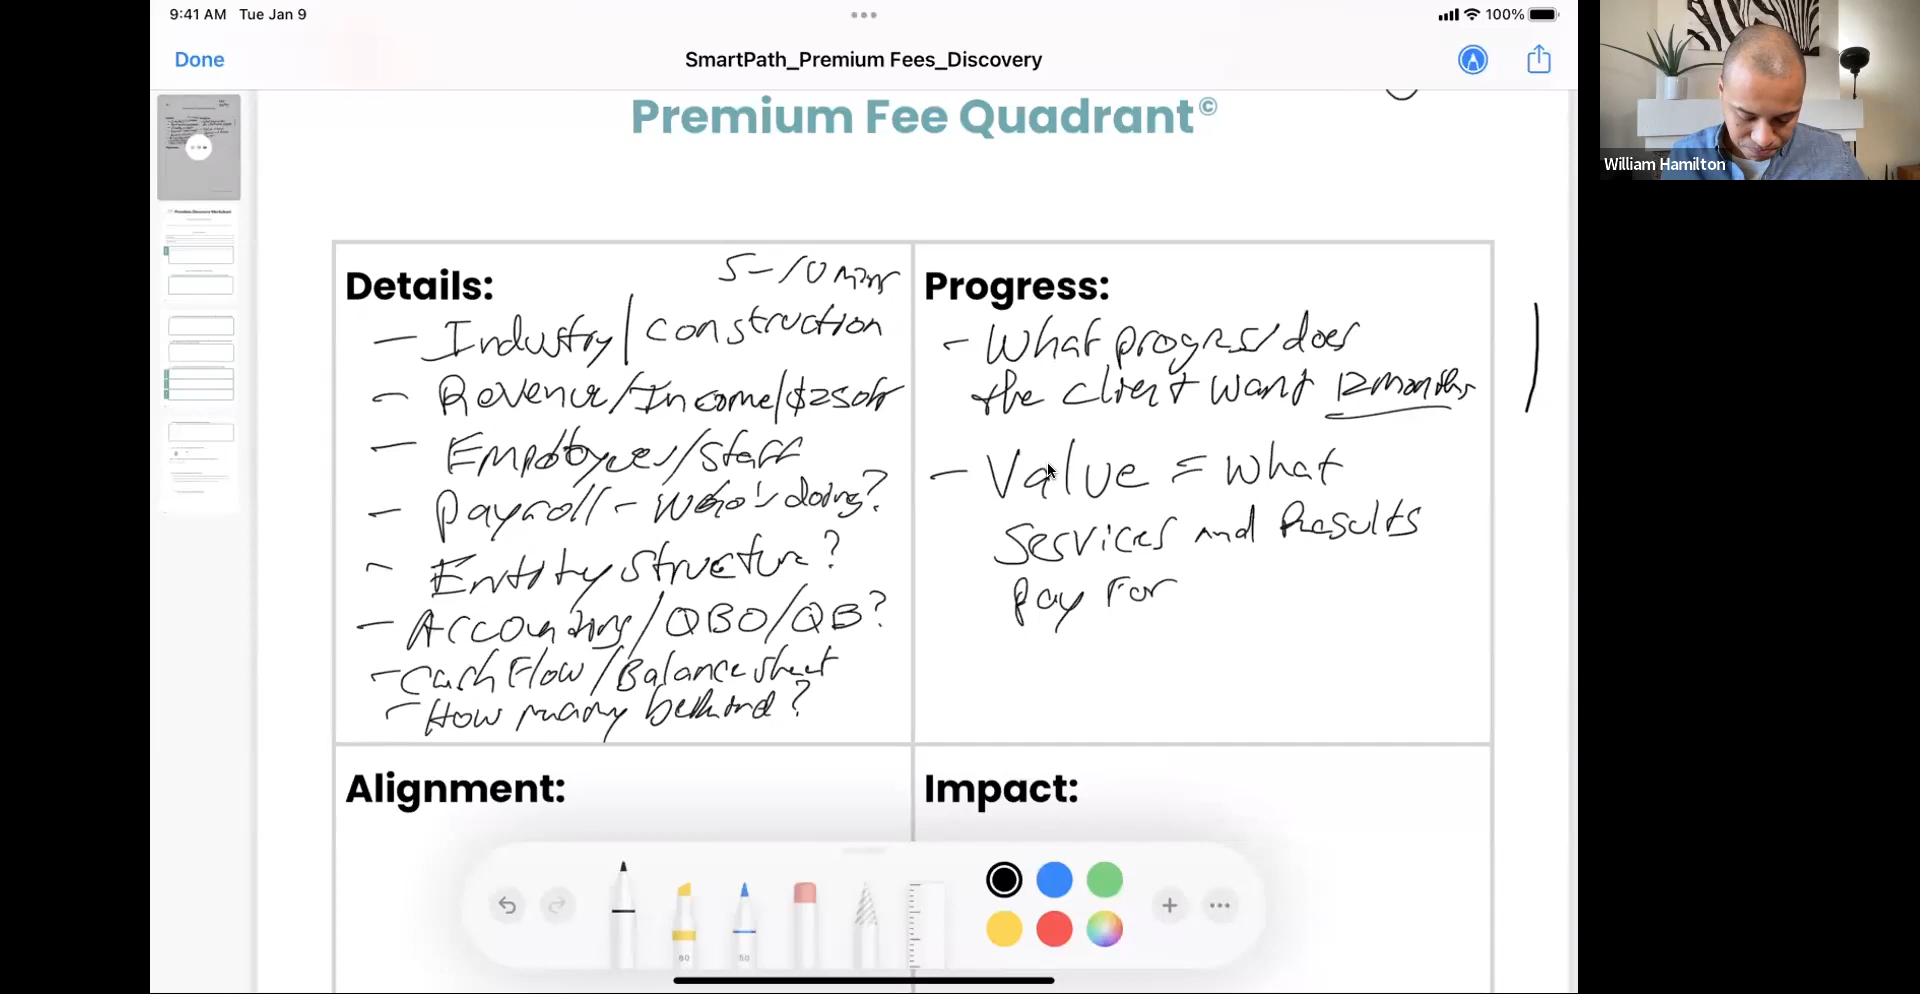 9:41 AM Tue Jan 9
100%
Done
SmartPath_Premium Fees_Discovery
Premium Fee Quadrant©
William Hamilton
Details:
5-10 mins
- Industry/construction
- Revenue/Income/$250k
- Employees/Staff
- Payroll - Who's doing?
- Entity structure?
- Accounting/QBO/QB?
- Cash Flow/Balance sheet
- How many behind?
Progress:
- What progress does
the client want 12 months
- Value = what
Services and Results
pay For
Alignment:
Impact:
80
50